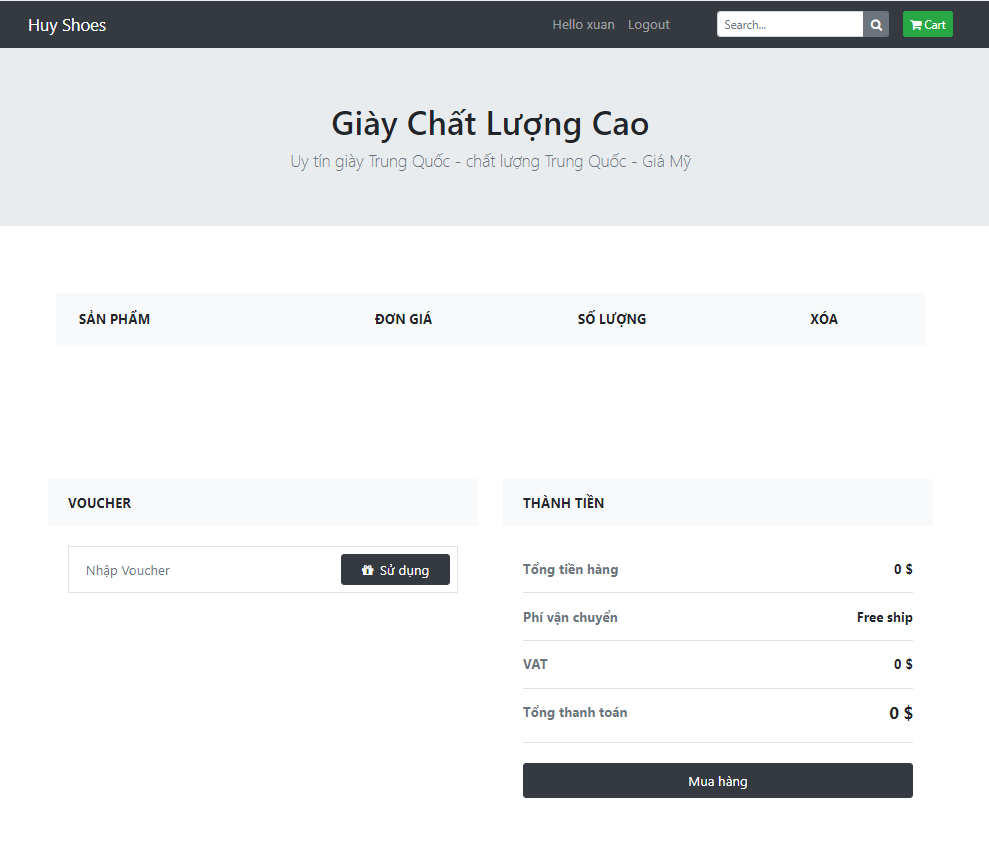 Huy Shoes Hello xuan Logout Search... Cart
Giày Chất Lượng Cao
Uy tín giày Trung Quốc - chất lượng Trung Quốc - Giá Mỹ
SẢN PHẨM ĐƠN GIÁ SỐ LƯỢNG XÓA
VOUCHER
Nhập Voucher Sử dụng
THÀNH TIỀN
Tổng tiền hàng 0 $
Phí vận chuyển Free ship
VAT 0 $
Tổng thanh toán 0 $
Mua hàng